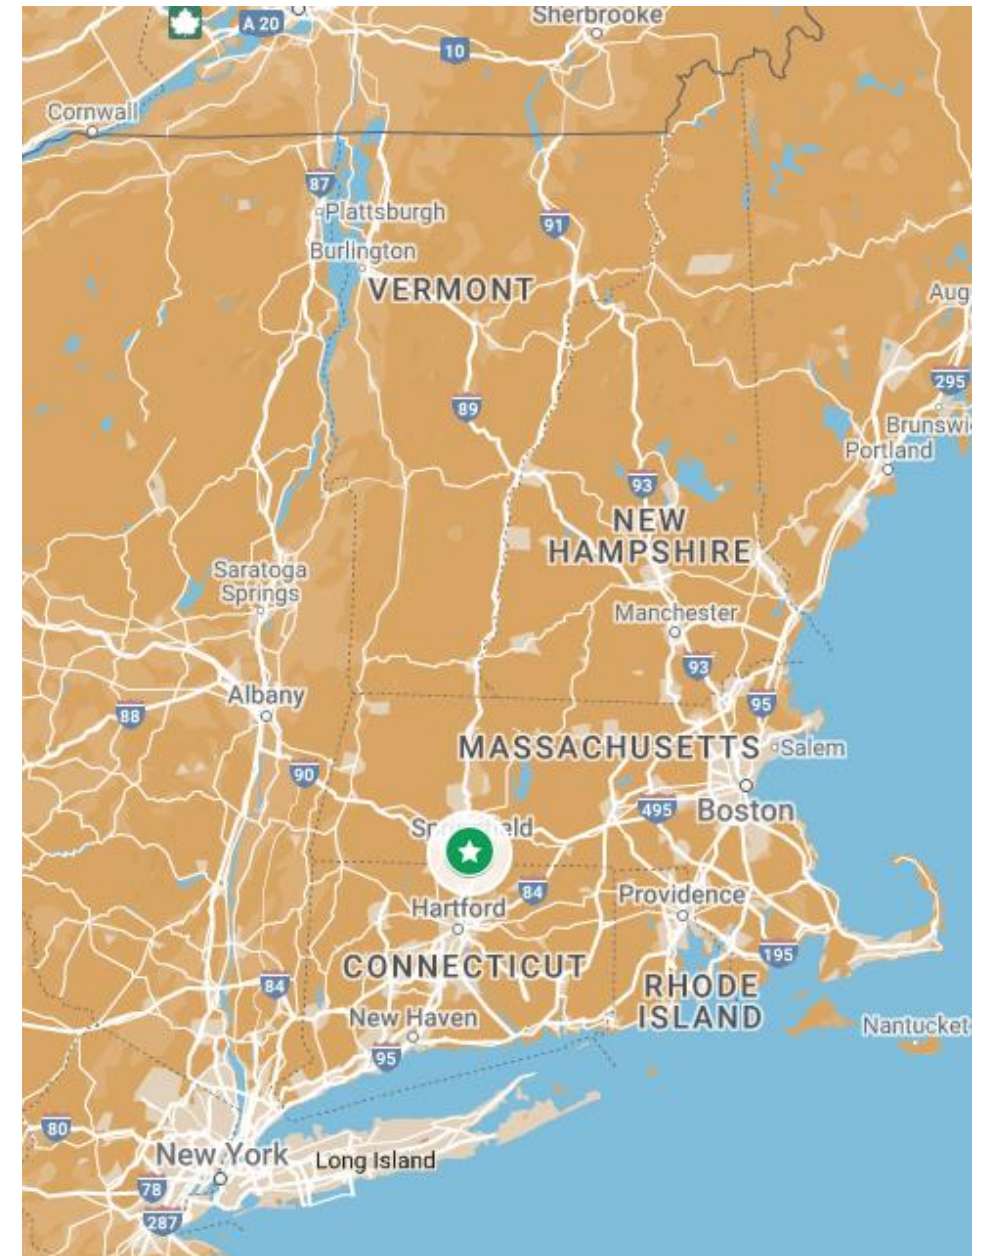 Sherbrooke
A 20
10
Cornwall
87
Plattsburgh
91
Burlington
VERMONT
Aug
295
89
Brunswi
Portland
93
NEW
HAMPSHIRE
Saratoga
Springs
Manchester
93
Albany
95
88
MASSACHUSETTS
Salem
90
495
Boston
84
Providence
Hartford
195
CONNECTICUT
84
RHODE
ISLAND
New Haven
Nantucket
95
80
New York
Long Island
78
287